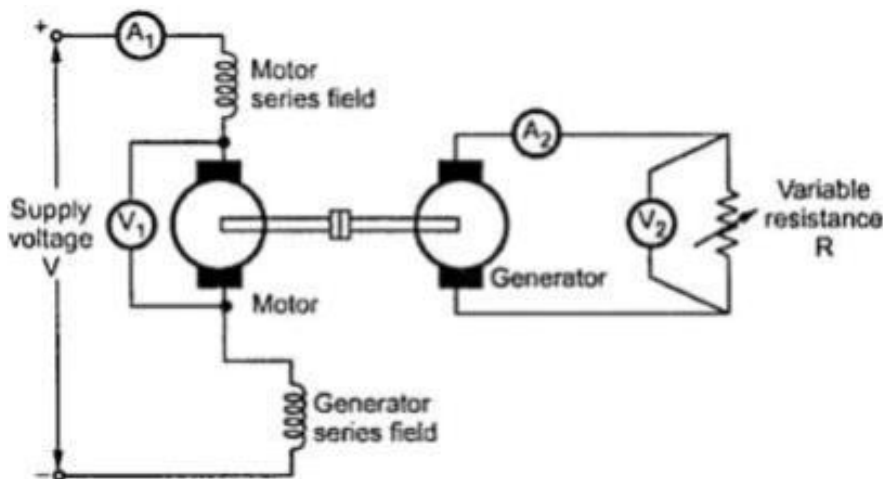 +
A1
Motor
series field
A2
Supply
voltage
V
V1
V2
Variable
resistance
R
Generator
Motor
Generator
series field
−